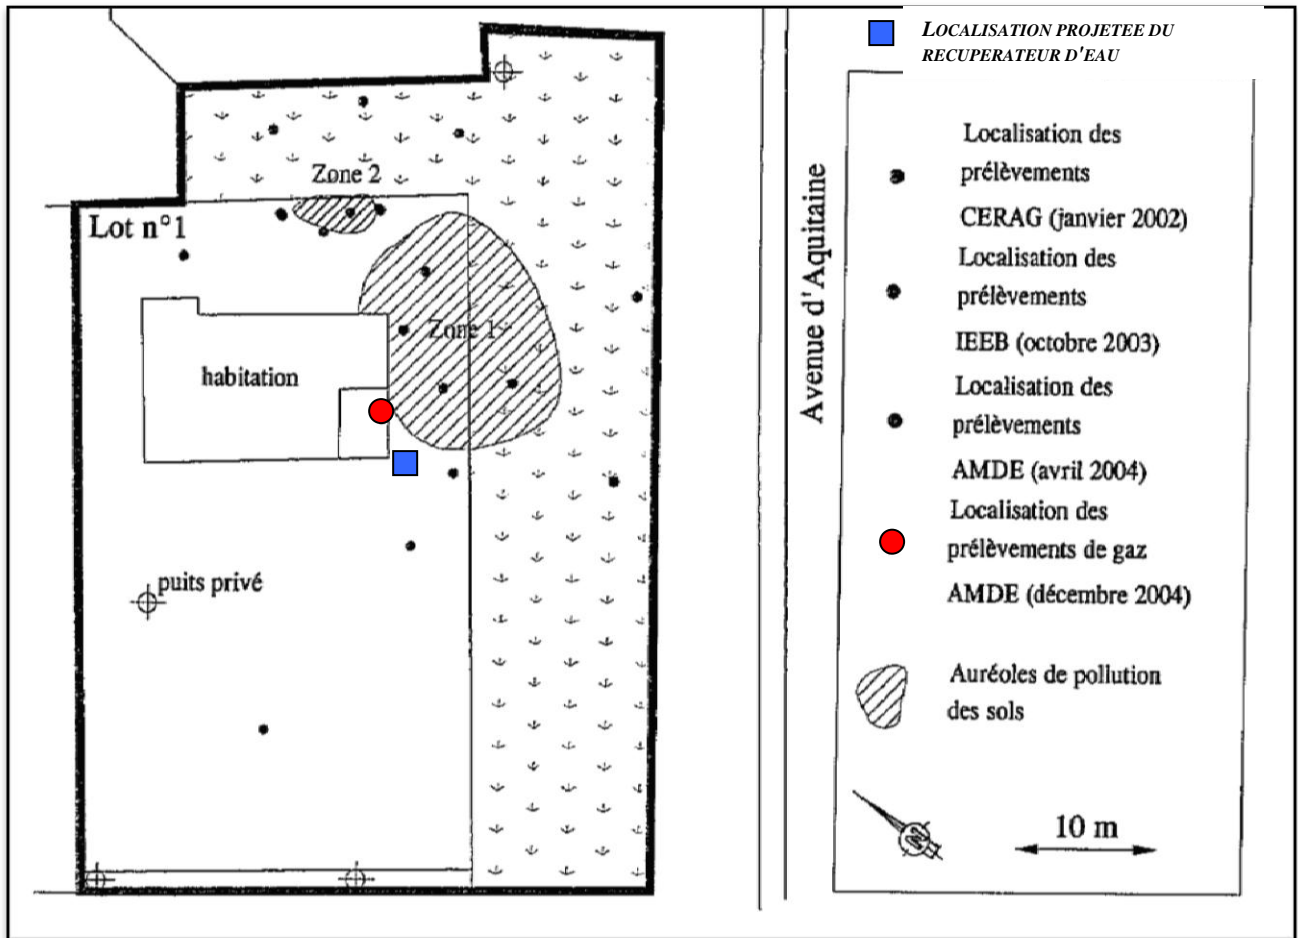 LOCALISATION PROJETEE DU
RECUPERATEUR D'EAU
Zone 2
Lot n°1
Zone 1
habitation
puits privé
Avenue d'Aquitaine
Localisation des
prélèvements
CERAG (janvier 2002)
Localisation des
prélèvements
IEEB (octobre 2003)
Localisation des
prélèvements
AMDE (avril 2004)
Localisation des
prélèvements de gaz
AMDE (décembre 2004)
Auréoles de pollution
des sols
N
10 m